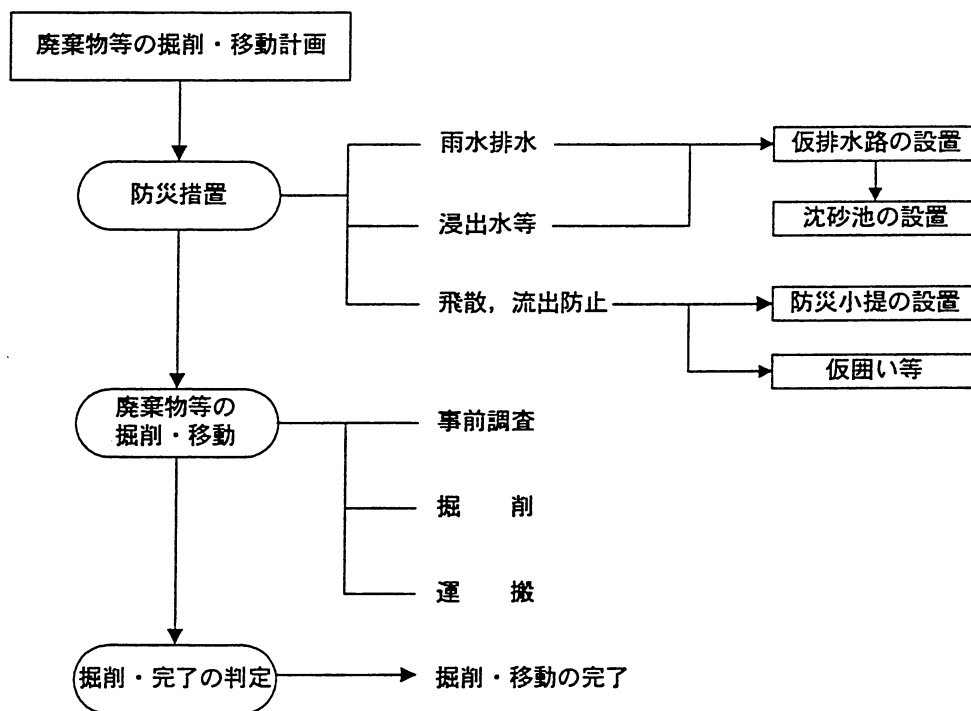 廃棄物等の掘削・移動計画
防災措置
雨水排水
浸出水等
飛散，流出防止
仮排水路の設置
沈砂池の設置
防災小提の設置
仮囲い等
廃棄物等の
掘削・移動
事前調査
掘　　削
運　　搬
掘削・完了の判定
掘削・移動の完了